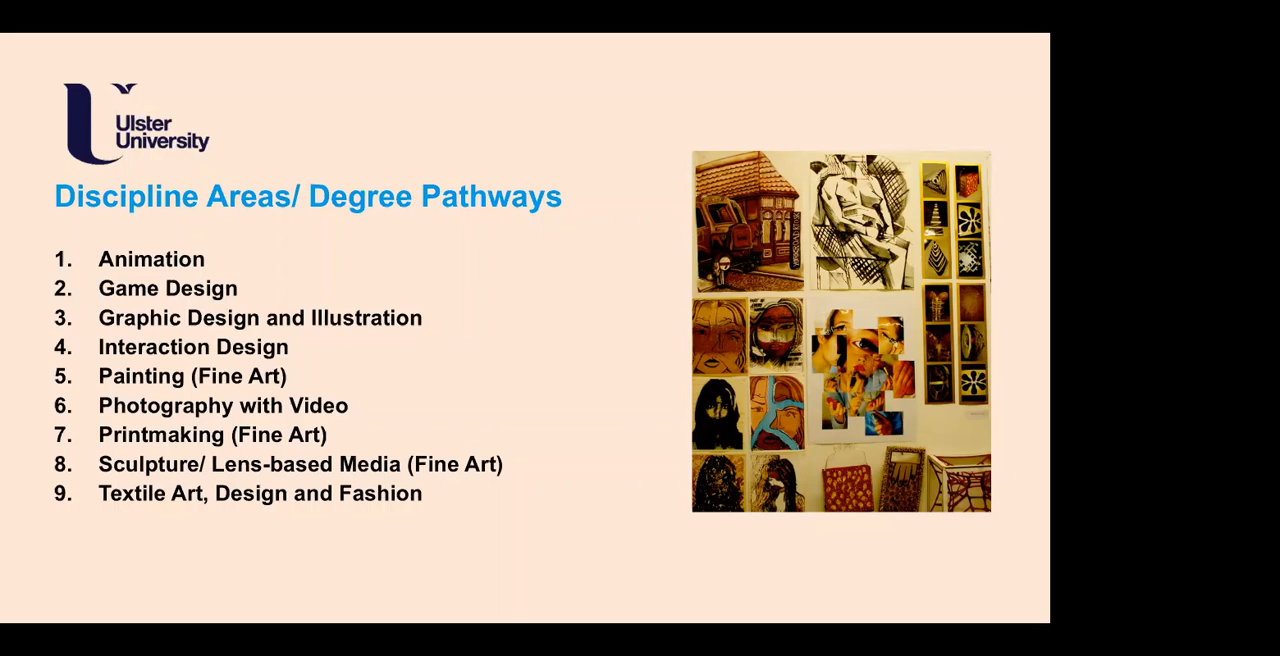 Ulster
University
Discipline Areas/ Degree Pathways
1. Animation
2. Game Design
3. Graphic Design and Illustration
4. Interaction Design
5. Painting (Fine Art)
6. Photography with Video
7. Printmaking (Fine Art)
8. Sculpture/ Lens-based Media (Fine Art)
9. Textile Art, Design and Fashion